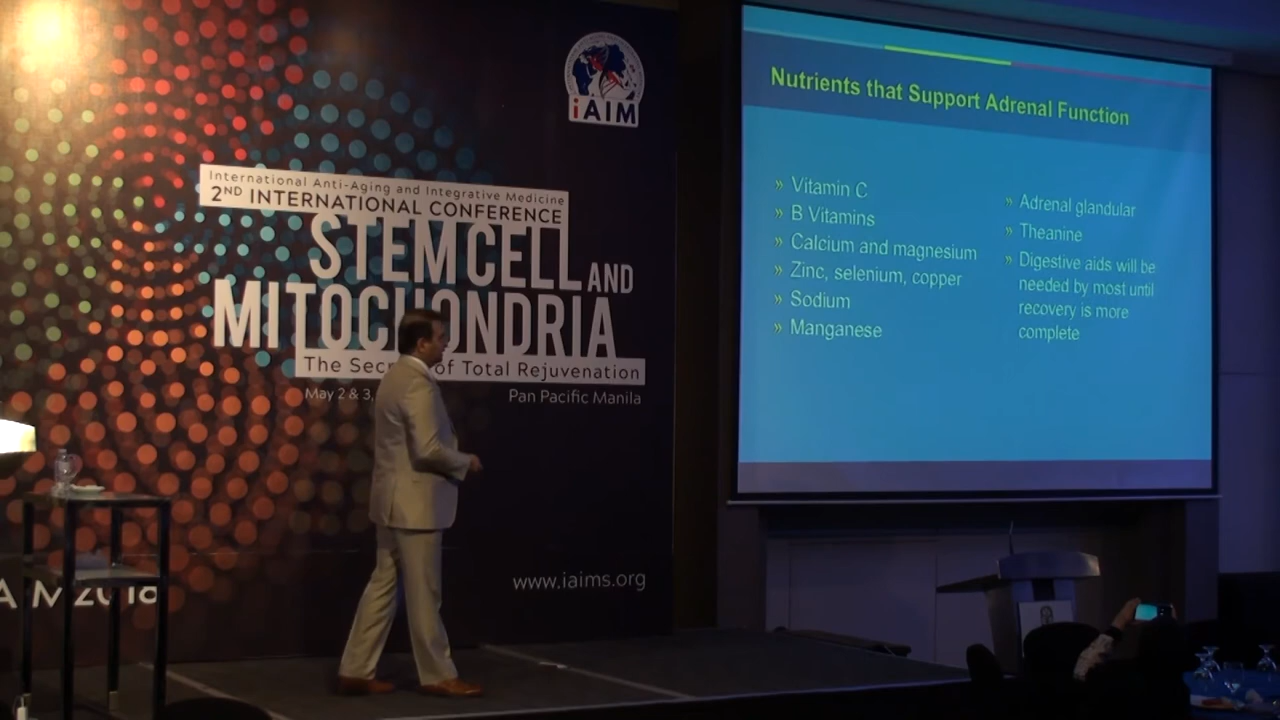 iAIM
International Anti-Aging and Integrative Medicine
2ND INTERNATIONAL CONFERENCE
STEMCELL AND
MITOCHONDRIA
The of Total Rejuvenation
May 2 & 3,
Pan Pacific Manila
www.iaims.org
2018
Nutrients that Support Adrenal Function
» Vitamin C
» B Vitamins
» Calcium and magnesium
» Zinc, selenium, copper
» Sodium
» Manganese
» Adrenal glandular
» Theanine
» Digestive aids will be
needed by most until
recovery is more
complete